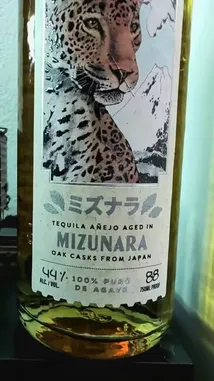 ミズナラ
TEQUILA AÑEJO AGED IN
MIZUNARA
OAK CASKS FROM JAPAN
44% 100% PURO 88
ALC./VOL. DE AGAVE 750ML PROOF